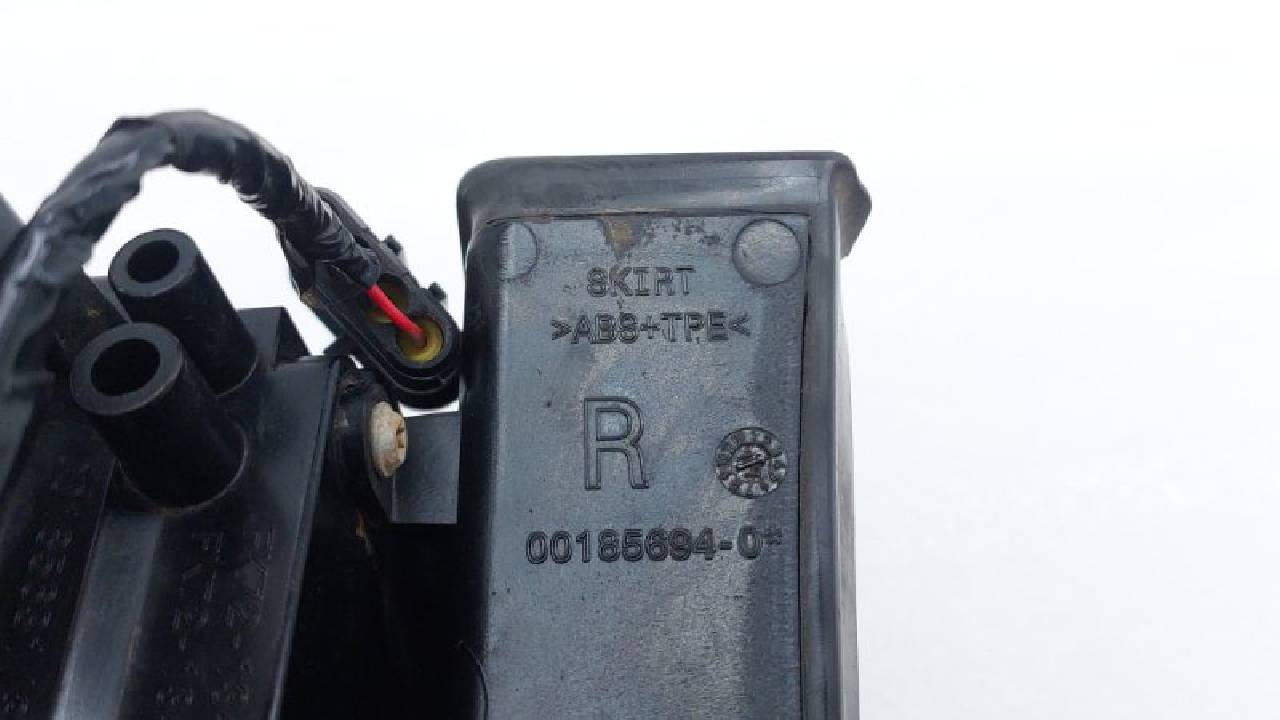 SKIRT
>ABS+TPE<
R
00185694-0*